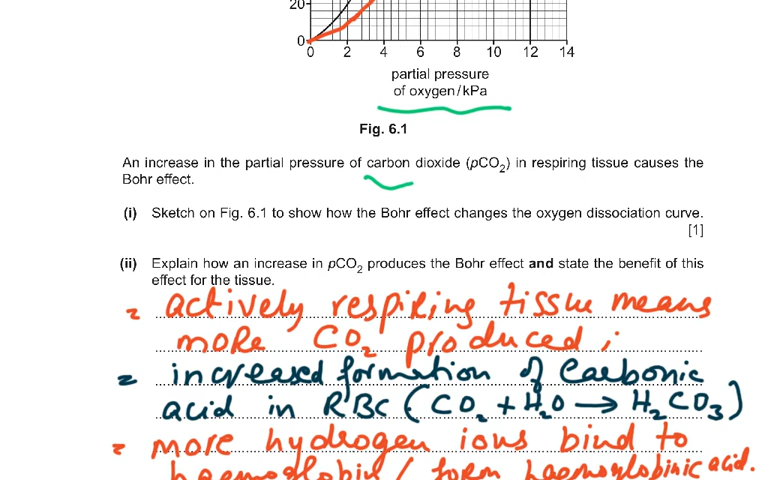 20
0
0 2 4 6 8 10 12 14
partial pressure
of oxygen/kPa
Fig. 6.1
An increase in the partial pressure of carbon dioxide (pCO₂) in respiring tissue causes the
Bohr effect.
(i) Sketch on Fig. 6.1 to show how the Bohr effect changes the oxygen dissociation curve.
[1]
(ii) Explain how an increase in pCO₂ produces the Bohr effect and state the benefit of this
effect for the tissue.
= actively respiring tissue means
more CO₂ produced ;
= increased formation of Carbonic
acid in RBC (CO₂ + H₂O → H₂CO₃)
= more hydrogen ions bind to
haemoglobin / form haemoglobinic acid.